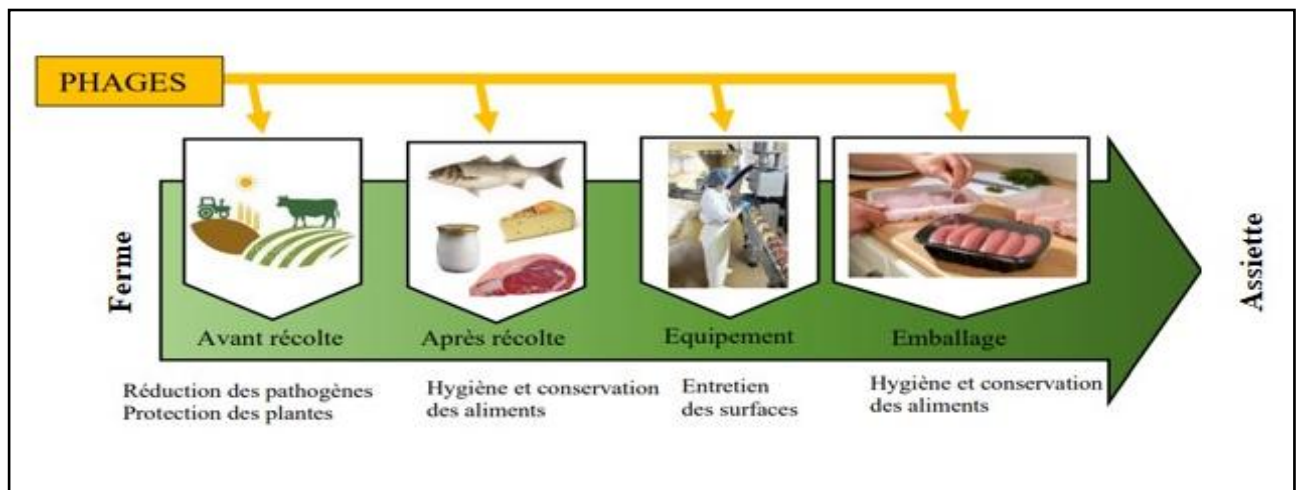 PHAGES
Ferme
Avant récolte
Après récolte
Equipement
Emballage
Assiette
Réduction des pathogènes
Protection des plantes
Hygiène et conservation
des aliments
Entretien
des surfaces
Hygiène et conservation
des aliments